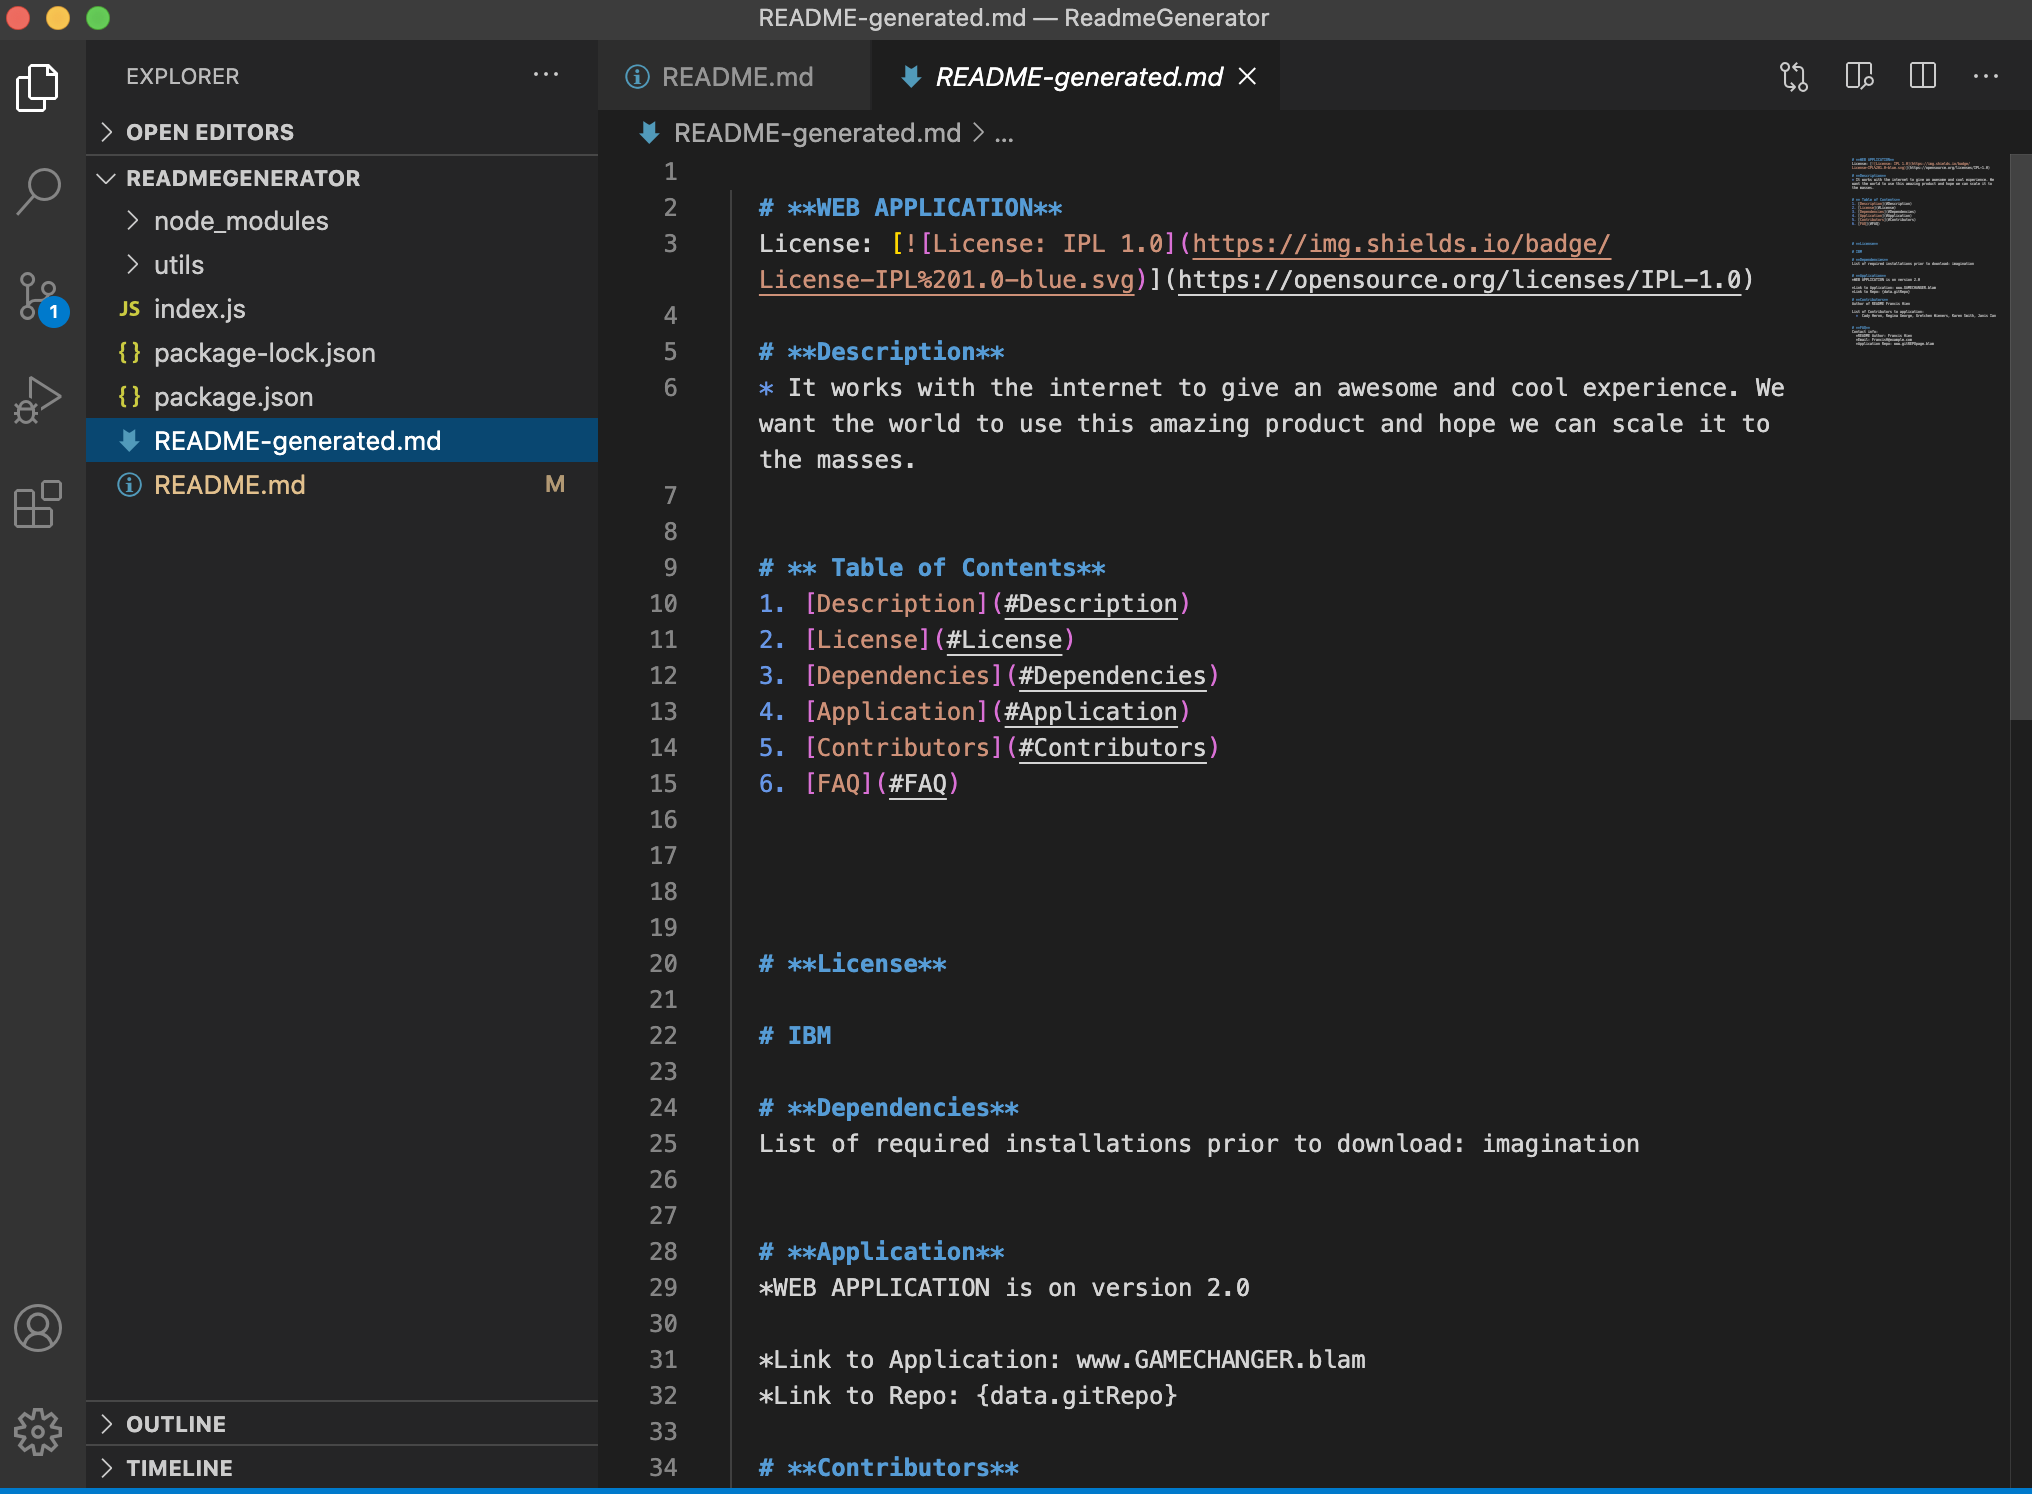 README-generated.md — ReadmeGenerator
EXPLORER
OPEN EDITORS
READMEGENERATOR
node_modules
utils
JS index.js
{} package-lock.json
{} package.json
README-generated.md
README.md M
1
OUTLINE
TIMELINE
README.md
README-generated.md
README-generated.md > ...
1
2 # **WEB APPLICATION**
3 License: [![License: IPL 1.0](https://img.shields.io/badge/
License-IPL%201.0-blue.svg)](https://opensource.org/licenses/IPL-1.0)
4
5 # **Description**
6 * It works with the internet to give an awesome and cool experience. We
want the world to use this amazing product and hope we can scale it to
the masses.
7
8
9 # ** Table of Contents**
10 1. [Description](#Description)
11 2. [License](#License)
12 3. [Dependencies](#Dependencies)
13 4. [Application](#Application)
14 5. [Contributors](#Contributors)
15 6. [FAQ](#FAQ)
16
17
18
19
20 # **License**
21
22 # IBM
23
24 # **Dependencies**
25 List of required installations prior to download: imagination
26
27
28 # **Application**
29 *WEB APPLICATION is on version 2.0
30
31 *Link to Application: www.GAMECHANGER.blam
32 *Link to Repo: {data.gitRepo}
33
34 # **Contributors**